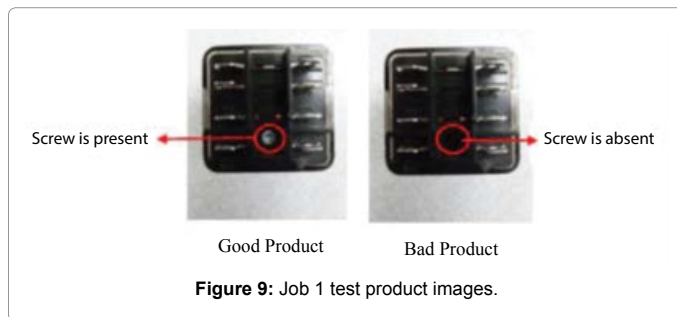 Screw is present
Screw is absent
Good Product
Bad Product
Figure 9: Job 1 test product images.